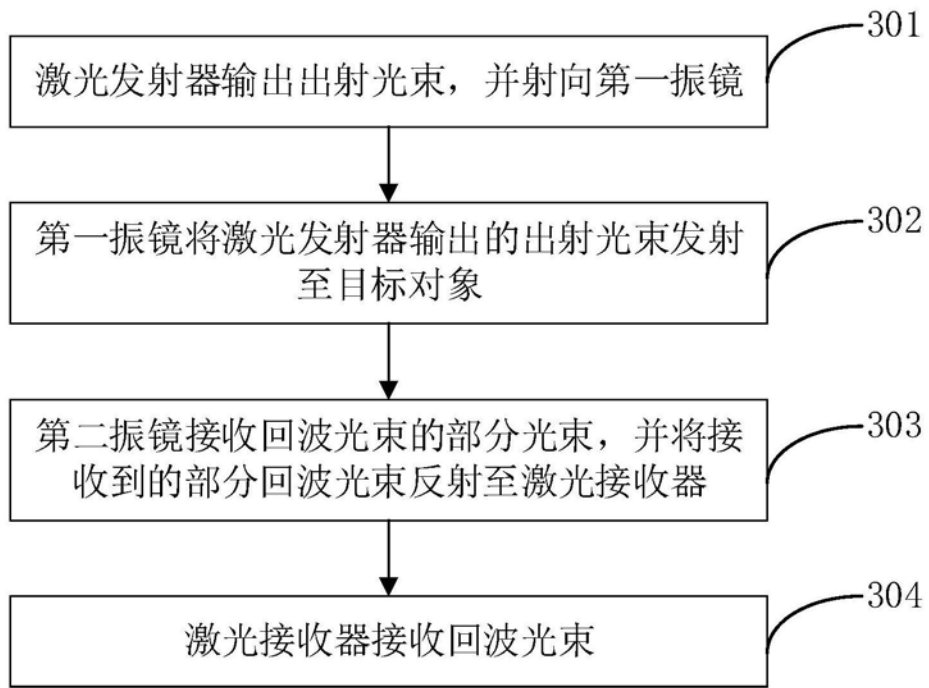 301
激光发射器输出出射光束，并射向第一振镜
302
第一振镜将激光发射器输出的出射光束发射
至目标对象
303
第二振镜接收回波光束的部分光束，并将接
收到的部分回波光束反射至激光接收器
304
激光接收器接收回波光束